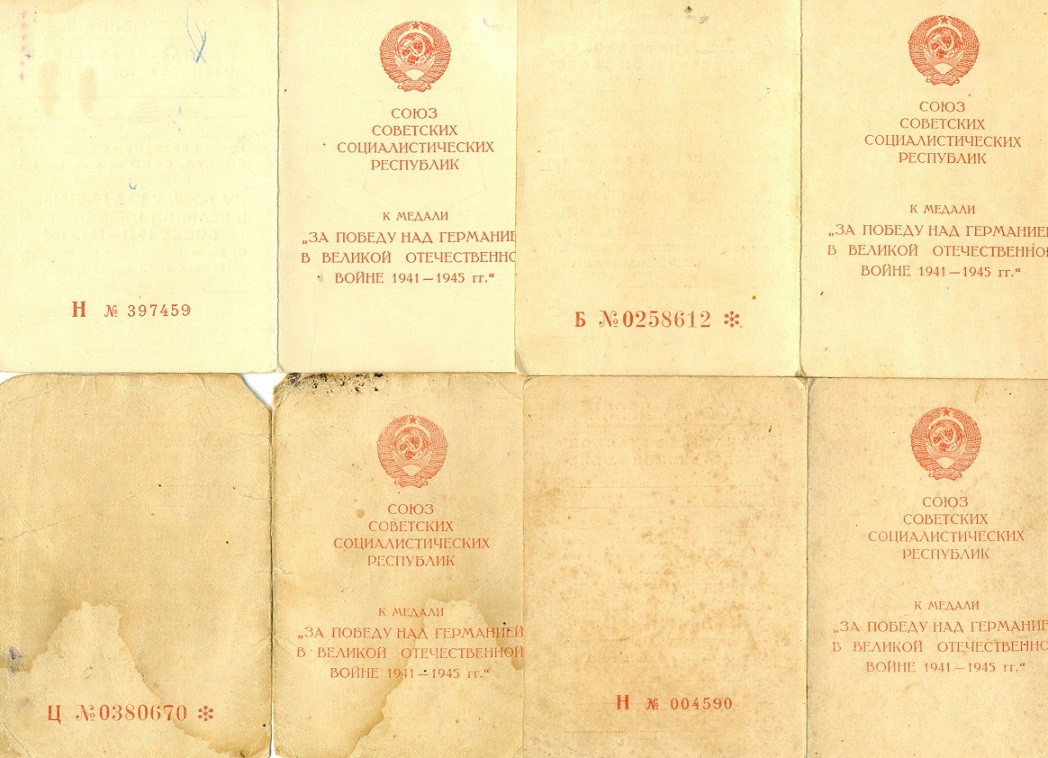 СОЮЗ
СОВЕТСКИХ
СОЦИАЛИСТИЧЕСКИХ
РЕСПУБЛИК
К МЕДАЛИ
„ЗА ПОБЕДУ НАД ГЕРМАНИЕ
В ВЕЛИКОЙ ОТЕЧЕСТВЕННО
ВОЙНЕ 1941—1945 гг.“
Н № 397459
СОЮЗ
СОВЕТСКИХ
СОЦИАЛИСТИЧЕСКИХ
РЕСПУБЛИК
К МЕДАЛИ
„ЗА ПОБЕДУ НАД ГЕРМАНИЕЙ
В ВЕЛИКОЙ ОТЕЧЕСТВЕННОЙ
ВОЙНЕ 1941—1945 гг.“
Б №0258612 *
СОЮЗ
СОВЕТСКИХ
СОЦИАЛИСТИЧЕСКИХ
РЕСПУБЛИК
К МЕДАЛИ
„ЗА ПОБЕДУ НАД ГЕРМАНИЕЙ
В ВЕЛИКОЙ ОТЕЧЕСТВЕННОЙ
ВОЙНЕ 1941—1945 гг.“
Ц №0380670 *
СОЮЗ
СОВЕТСКИХ
СОЦИАЛИСТИЧЕСКИХ
РЕСПУБЛИК
К МЕДАЛИ
„ЗА ПОБЕДУ НАД ГЕРМАНИЕ
В ВЕЛИКОЙ ОТЕЧЕСТВЕННО
ВОЙНЕ 1941—1945 гг.“
Н № 004590